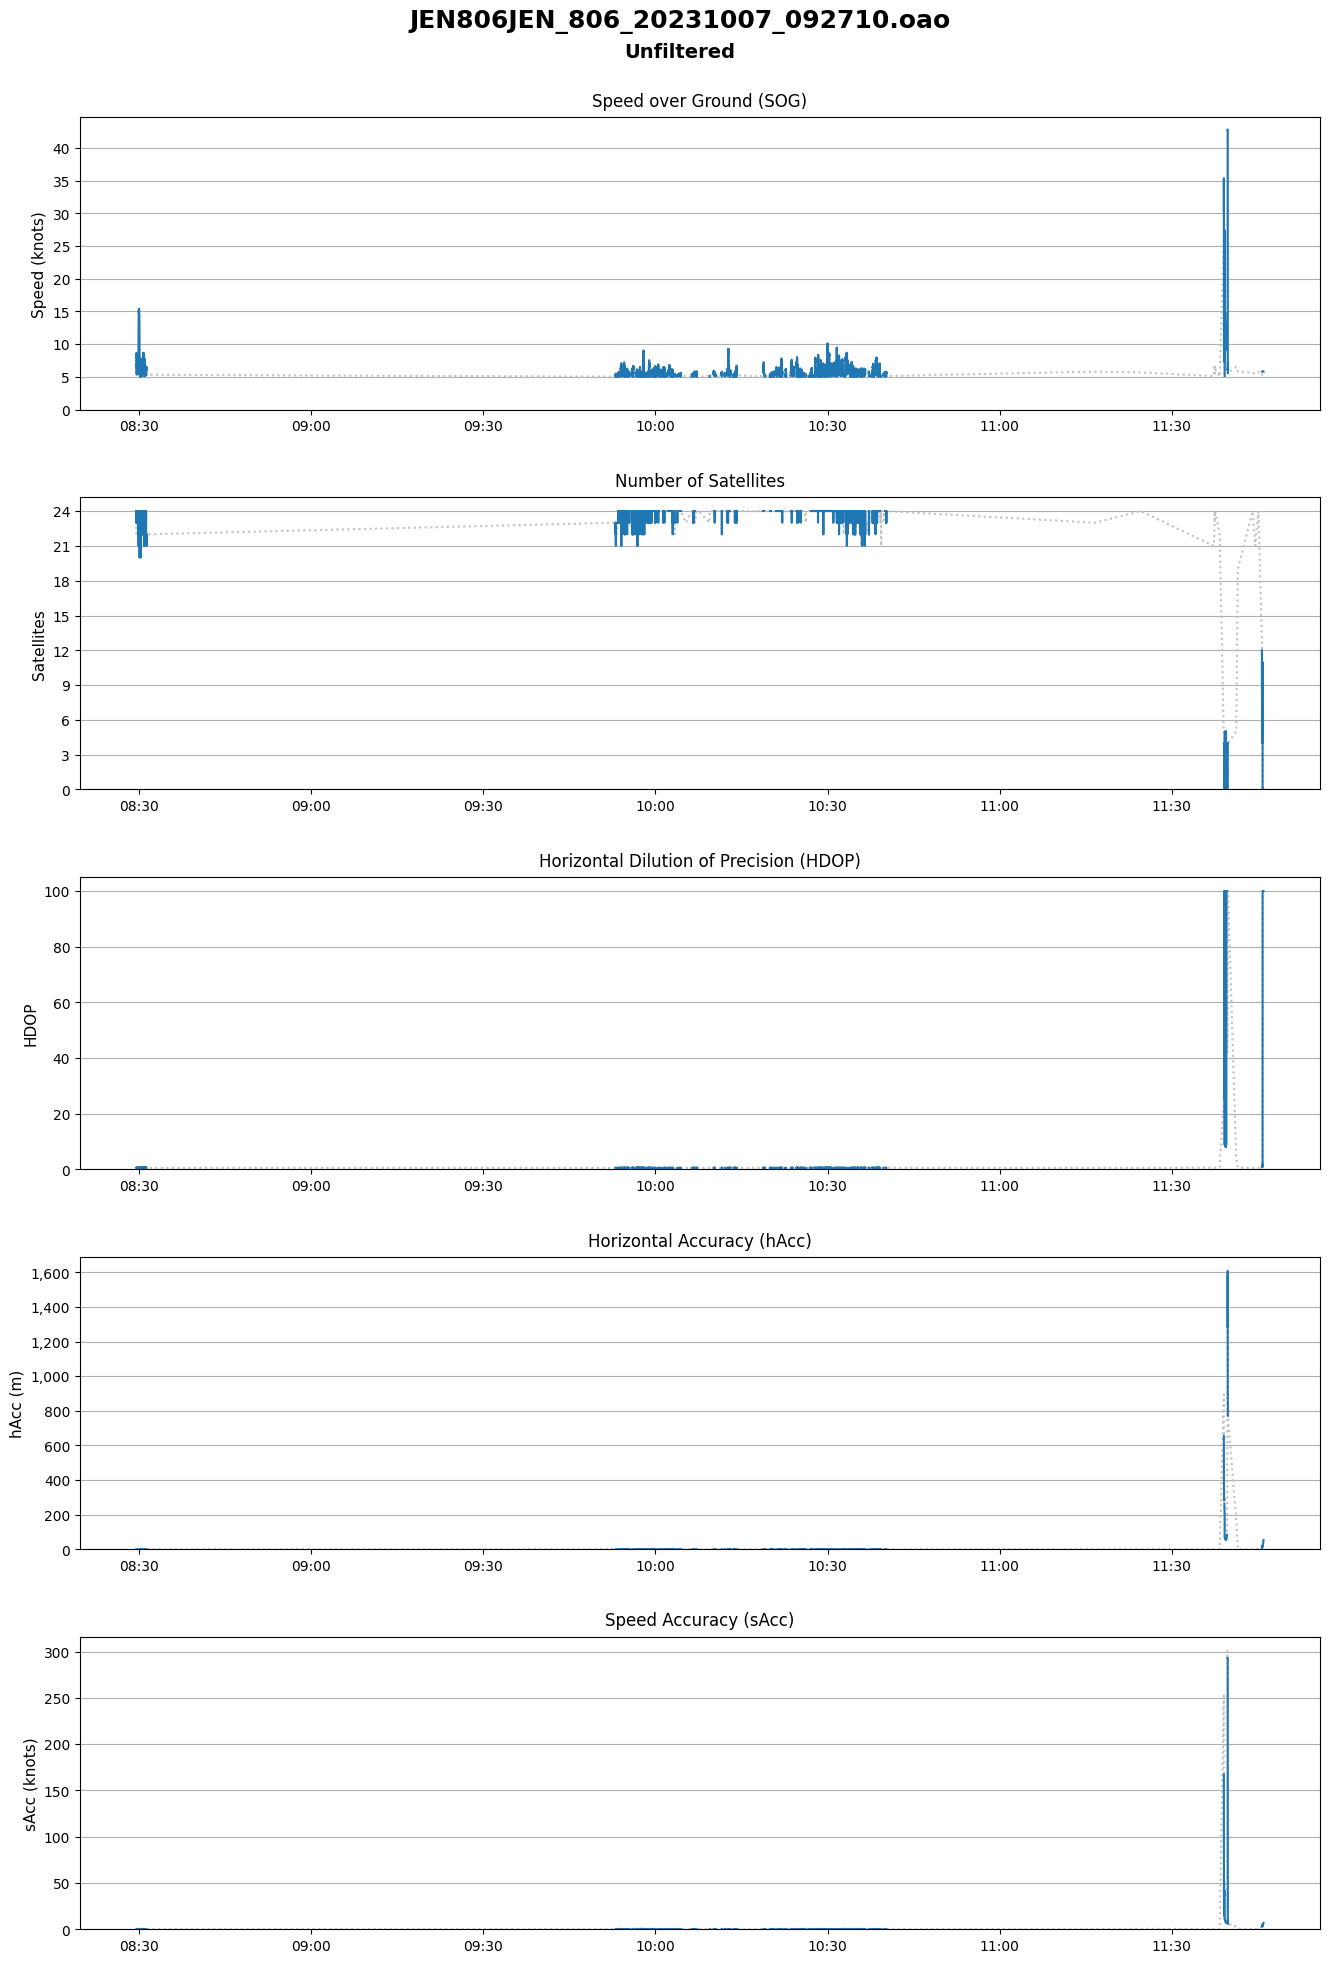 JEN806JEN_806_20231007_092710.oao
Unfiltered
Speed over Ground (SOG)
Speed (knots)
40
35
30
25
20
15
10
5
0
08:30 09:00 09:30 10:00 10:30 11:00 11:30
Number of Satellites
Satellites
24
21
18
15
12
9
6
3
0
08:30 09:00 09:30 10:00 10:30 11:00 11:30
Horizontal Dilution of Precision (HDOP)
HDOP
100
80
60
40
20
0
08:30 09:00 09:30 10:00 10:30 11:00 11:30
Horizontal Accuracy (hAcc)
hAcc (m)
1,600
1,400
1,200
1,000
800
600
400
200
0
08:30 09:00 09:30 10:00 10:30 11:00 11:30
Speed Accuracy (sAcc)
sAcc (knots)
300
250
200
150
100
50
0
08:30 09:00 09:30 10:00 10:30 11:00 11:30